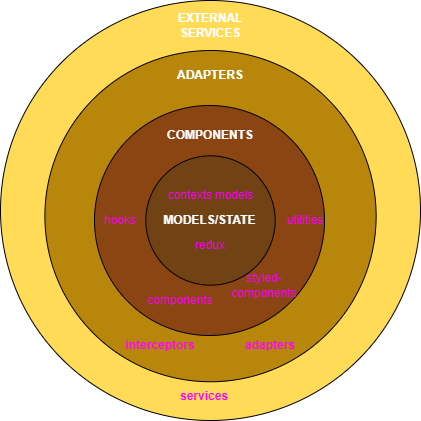 EXTERNAL
SERVICES
ADAPTERS
COMPONENTS
contexts models
hooks
MODELS/STATE
utilities
redux
styled-
components
components
interceptors
adapters
services